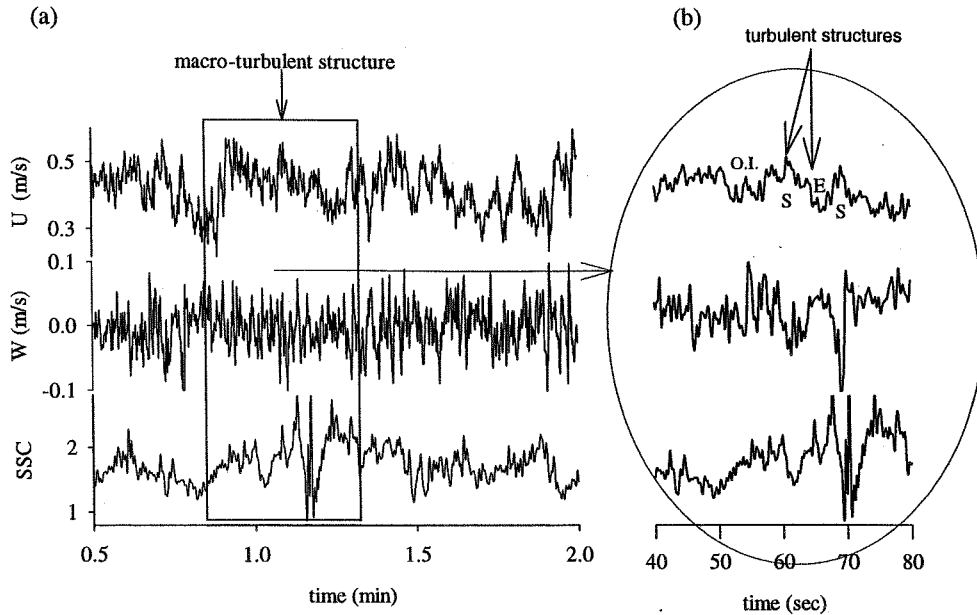 (a)
macro-turbulent structure
0.5
0.3
U (m/s)
0.1
0.0
-0.1
W (m/s)
2
1
SSC
0.5 1.0 1.5 2.0
time (min)
(b)
turbulent structures
O.I.
S
E
S
40 50 60 70 80
time (sec)